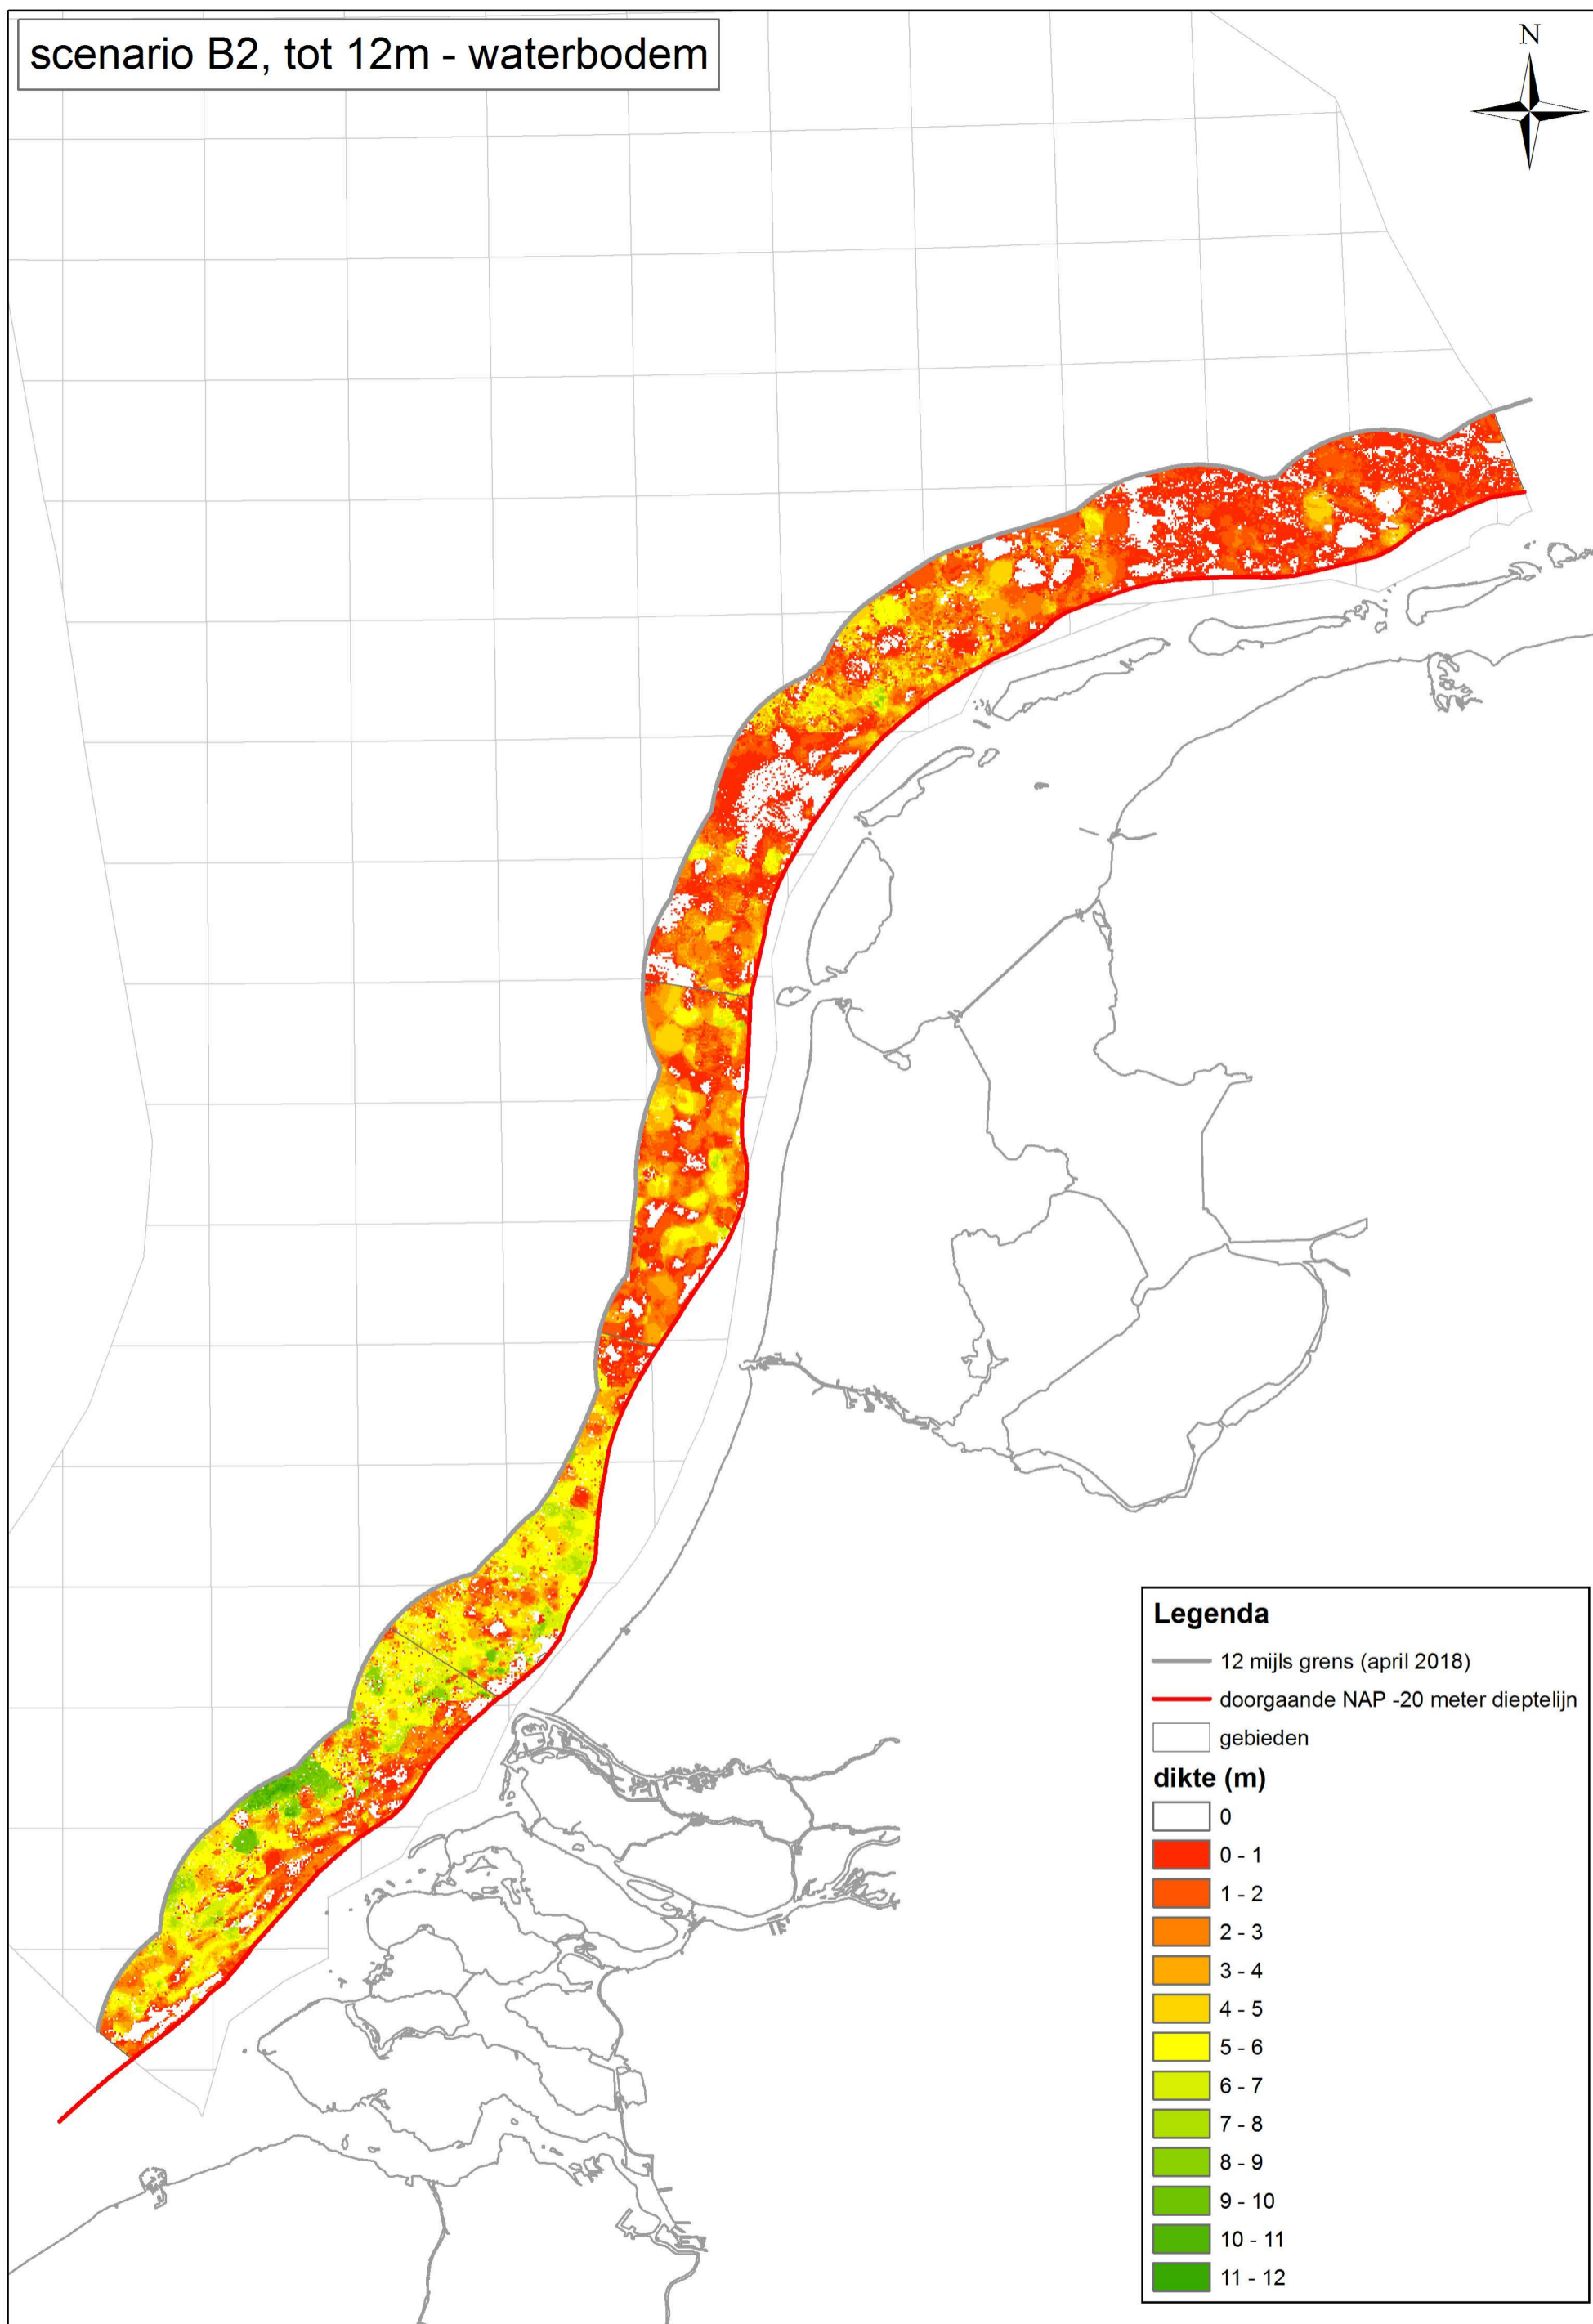 scenario B2, tot 12m - waterbodem
N
Legenda
12 mijls grens (april 2018)
doorgaande NAP -20 meter dieptelijn
gebieden
dikte (m)
0
0 - 1
1 - 2
2 - 3
3 - 4
4 - 5
5 - 6
6 - 7
7 - 8
8 - 9
9 - 10
10 - 11
11 - 12